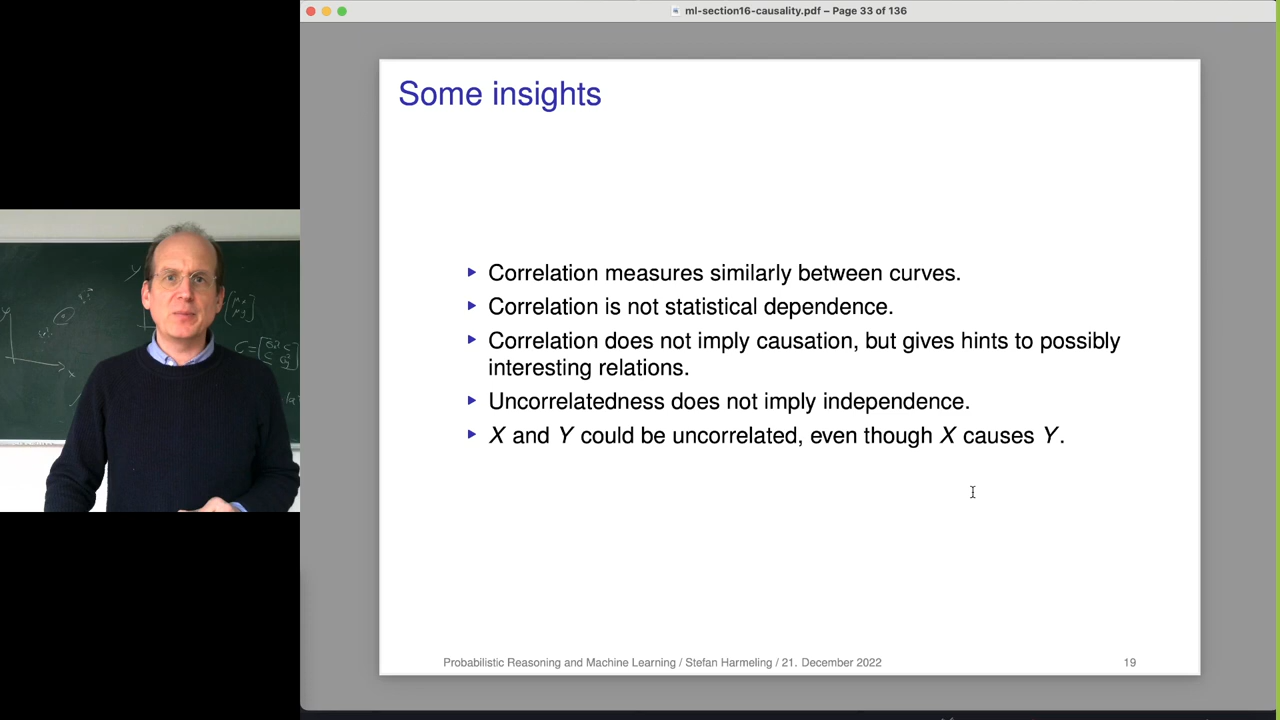 ml-section16-causality.pdf – Page 33 of 136
Some insights
Correlation measures similarly between curves.
Correlation is not statistical dependence.
Correlation does not imply causation, but gives hints to possibly
interesting relations.
Uncorrelatedness does not imply independence.
X and Y could be uncorrelated, even though X causes Y.
Probabilistic Reasoning and Machine Learning / Stefan Harmeling / 21. December 2022
19